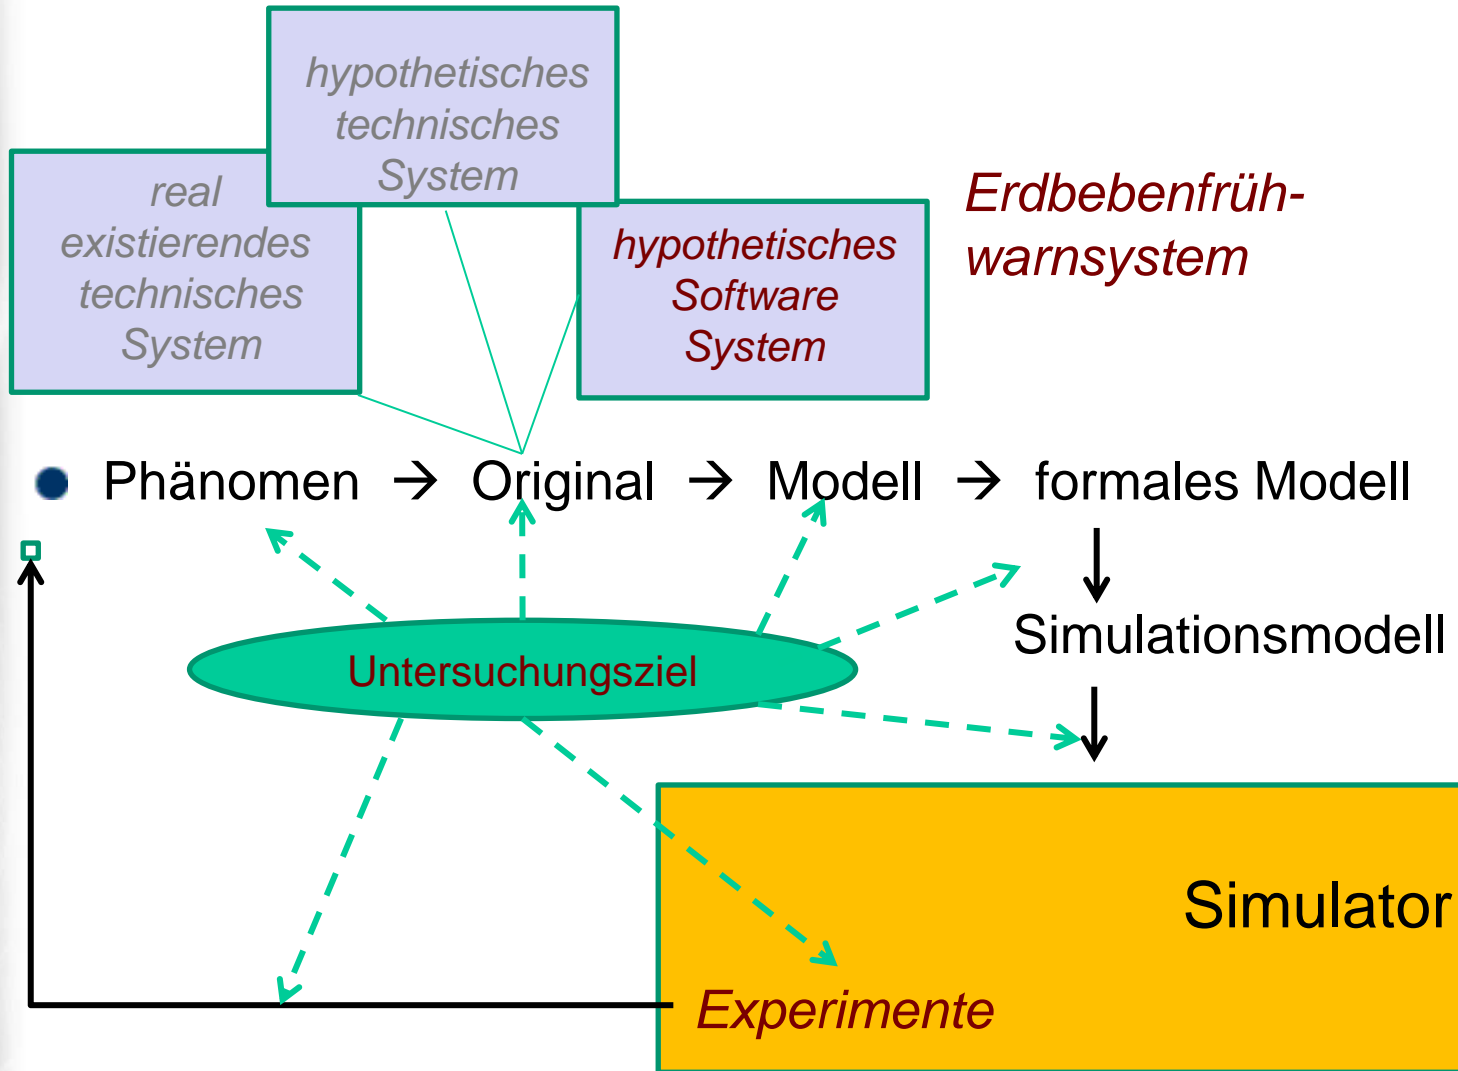 hypothetisches
technisches
System
real
existierendes
technisches
System
hypothetisches
Software
System
Erdbebenfrüh-
warnsystem
Phänomen → Original → Modell → formales Modell
Simulationsmodell
Untersuchungsziel
Simulator
Experimente